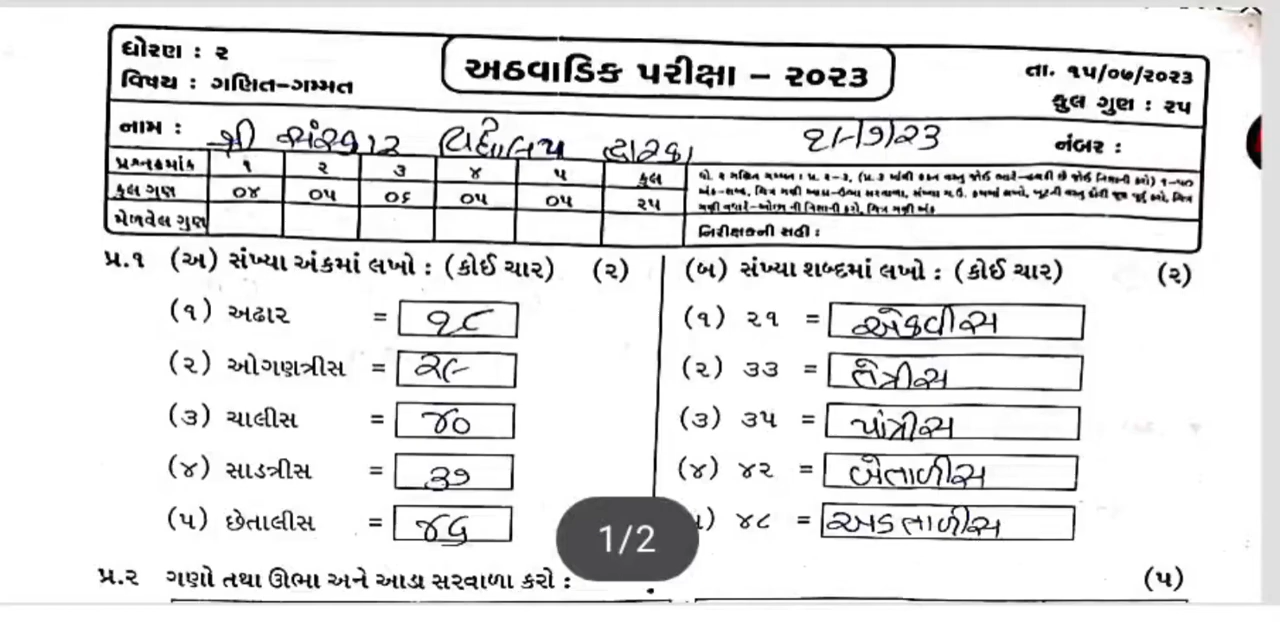 ધોરણ : ૨
વિષય : ગણિત-ગમ્મત
અઠવાડિક પરીક્ષા – ૨૦૨૩
તા. ૧૫/૦૭/૨૦૨૩
કુલ ગુણ : ૨૫
નામ : શ્રી
નંબર :
પ્રશ્નક્રમાંક ૧ ૨ ૩ ૪ ૫ કુલ
કુલ ગુણ ૦૪ ૦૫ ૦૬ ૦૫ ૦૫ ૨૫
મેળવેલ ગુણ
નિરીક્ષકની સહી :
પ્ર.૧ (અ) સંખ્યા અંકમાં લખો : (કોઈ ચાર) (૨)
(૧) અઢાર = ૧૮
(૨) ઓગણત્રીસ = ૨૯
(૩) ચાલીસ = ૪૦
(૪) સાડત્રીસ = ૩૭
(૫) છેતાલીસ = ૪૬
(બ) સંખ્યા શબ્દમાં લખો : (કોઈ ચાર) (૨)
(૧) ૨૧ = એકવીસ
(૨) ૩૩ = તેત્રીસ
(૩) ૩૫ = પાંત્રીસ
(૪) ૪૨ = બેતાળીસ
) ૪૮ = અડતાળીસ
1/2
પ્ર.૨ ગણો તથા ઊભા અને આડા સરવાળા કરો : (૫)